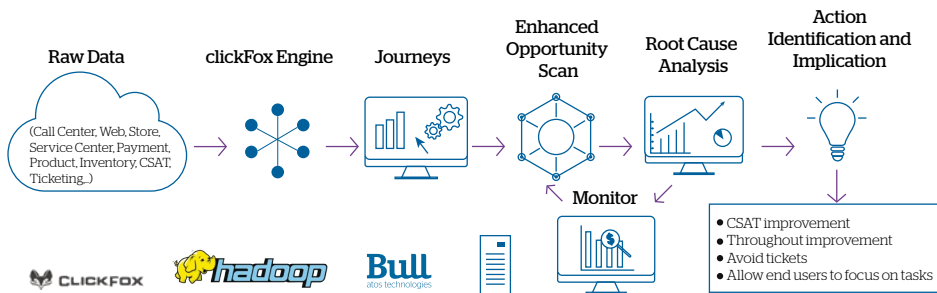 Raw Data
(Call Center, Web, Store,
Service Center, Payment,
Product, Inventory, CSAT,
Ticketing,..)
clickFox Engine
Journeys
Enhanced
Opportunity
Scan
Root Cause
Analysis
Action
Identification and
Implication
Monitor
$
• CSAT improvement
• Throughout improvement
• Avoid tickets
• Allow end users to focus on tasks
CLICKFOX
hadoop
Bull
atos technologies